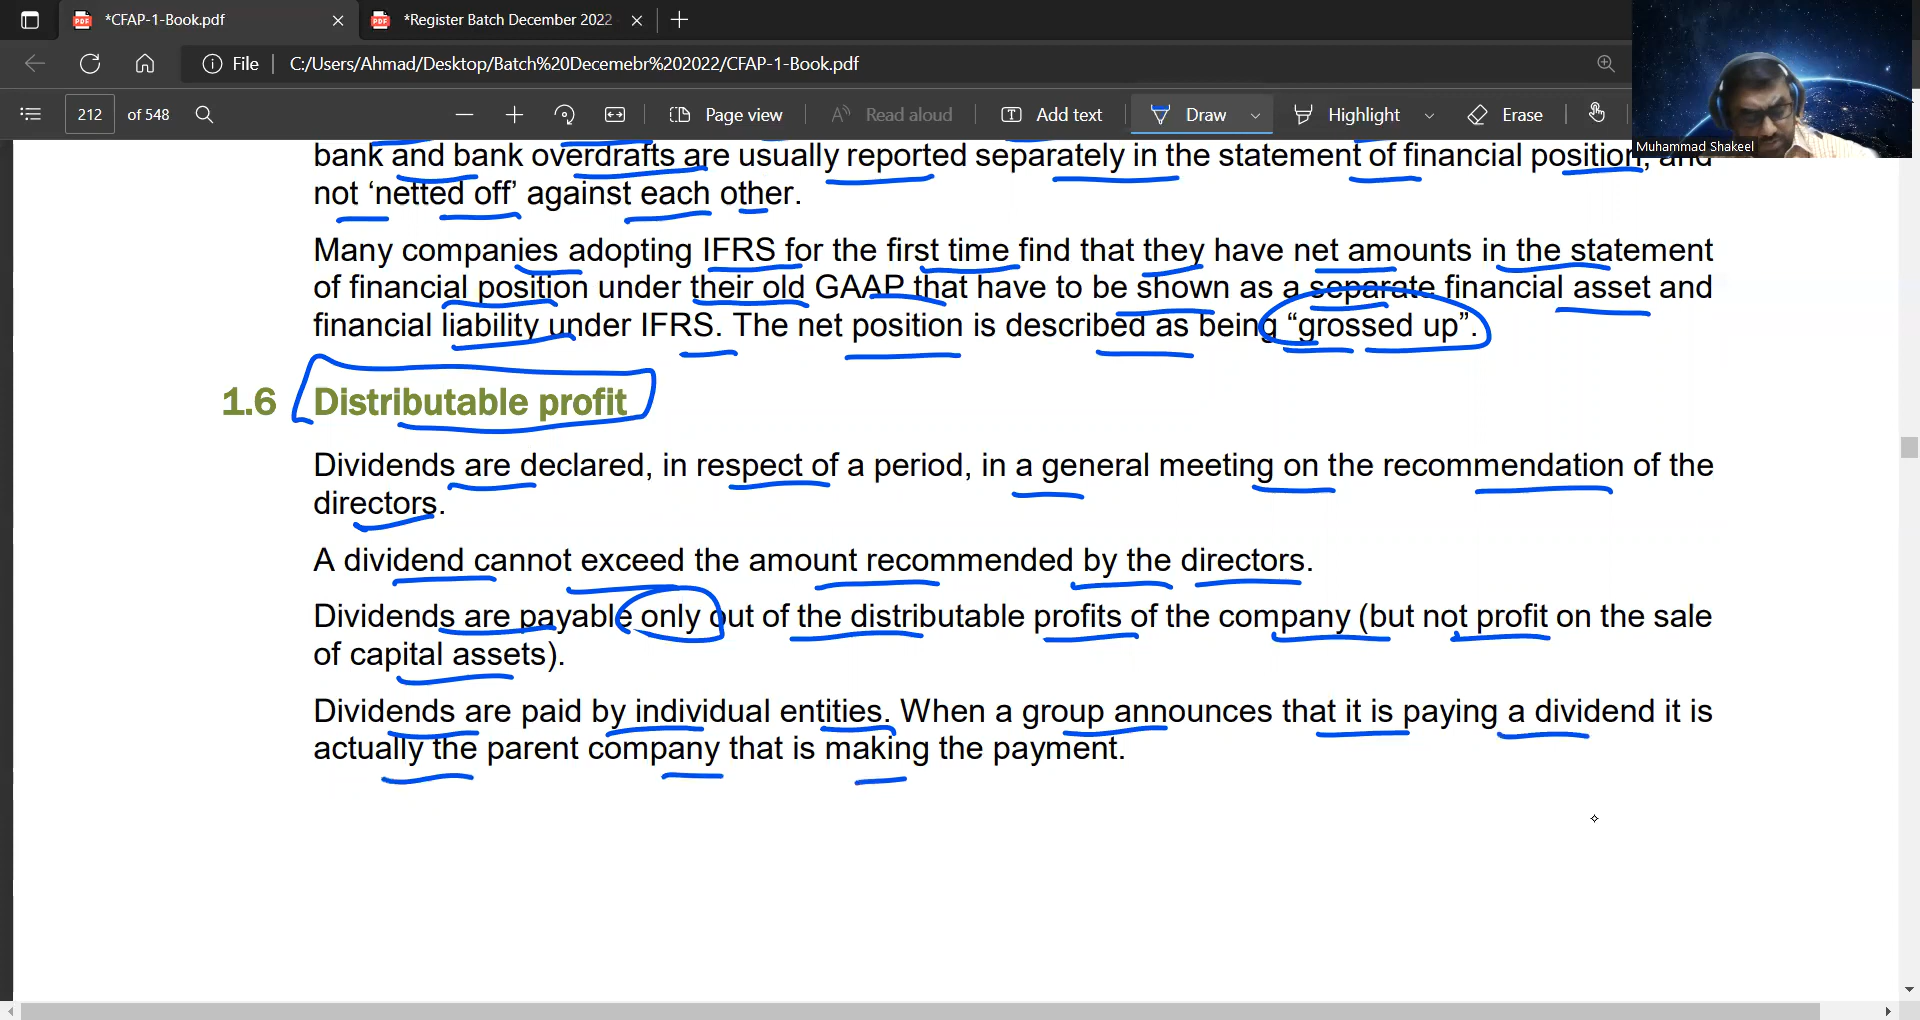 *CFAP-1-Book.pdf
*Register Batch December 2022
File
C:/Users/Ahmad/Desktop/Batch%20Decemebr%202022/CFAP-1-Book.pdf
212 of 548
Page view
Read aloud
Add text
Draw
Highlight
Erase
Muhammad Shakeel
bank and bank overdrafts are usually reported separately in the statement of financial position, and
not ‘netted off’ against each other.
Many companies adopting IFRS for the first time find that they have net amounts in the statement
of financial position under their old GAAP that have to be shown as a separate financial asset and
financial liability under IFRS. The net position is described as being “grossed up”.
1.6 Distributable profit
Dividends are declared, in respect of a period, in a general meeting on the recommendation of the
directors.
A dividend cannot exceed the amount recommended by the directors.
Dividends are payable only out of the distributable profits of the company (but not profit on the sale
of capital assets).
Dividends are paid by individual entities. When a group announces that it is paying a dividend it is
actually the parent company that is making the payment.